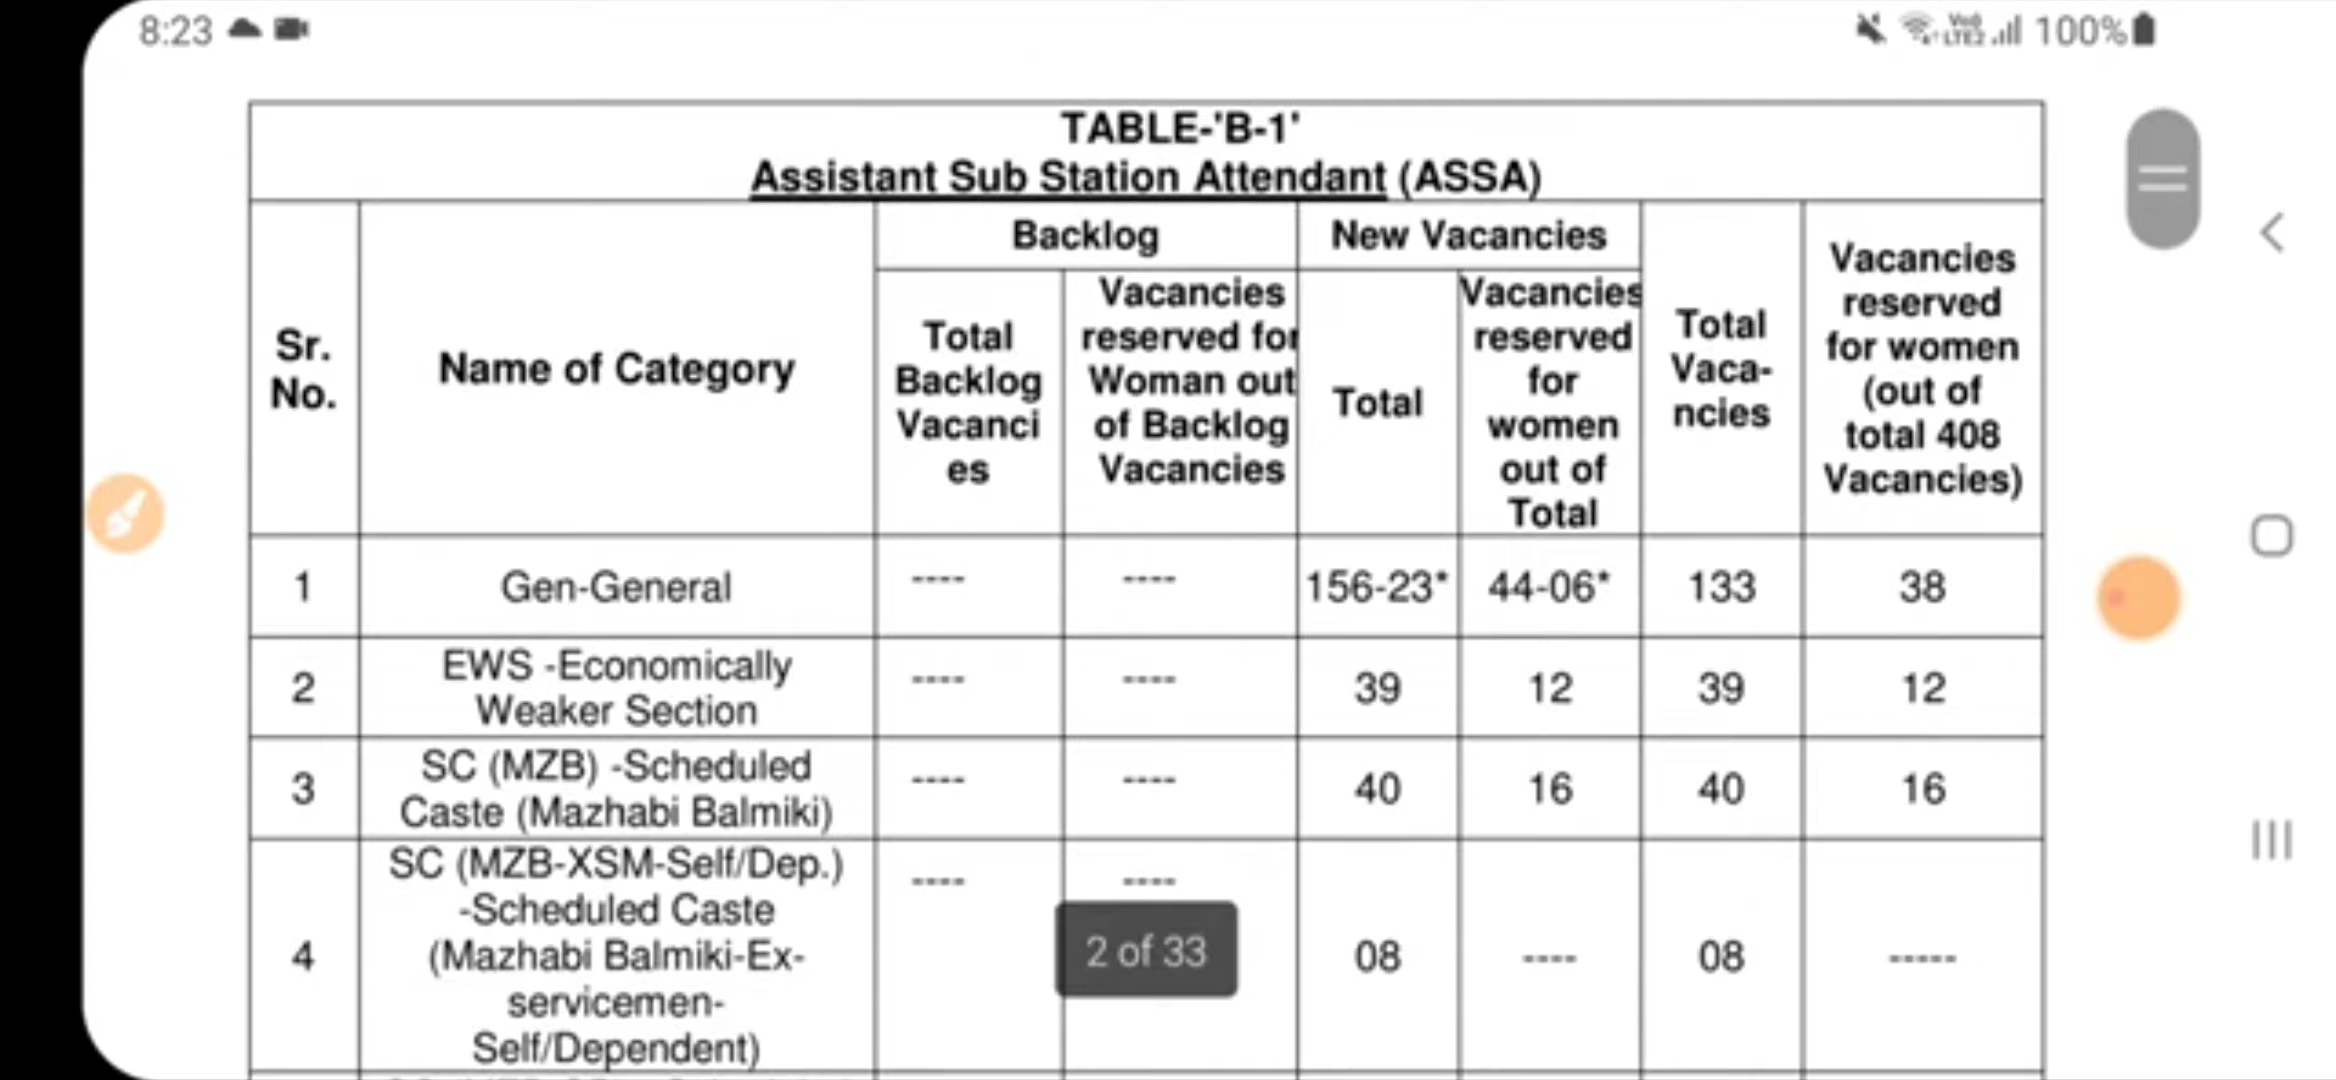 8:23
100%
TABLE-'B-1'
Assistant Sub Station Attendant (ASSA)
Sr.
No.
Name of Category
Backlog
New Vacancies
Total
Backlog
Vacanci
es
Vacancies
reserved for
Woman out
of Backlog
Vacancies
Total
Vacancies
reserved
for
women
out of
Total
Total
Vaca-
ncies
Vacancies
reserved
for women
(out of
total 408
Vacancies)
1
Gen-General
----
----
156-23*
44-06*
133
38
2
EWS -Economically
Weaker Section
----
----
39
12
39
12
3
SC (MZB) -Scheduled
Caste (Mazhabi Balmiki)
----
----
40
16
40
16
4
SC (MZB-XSM-Self/Dep.)
-Scheduled Caste
(Mazhabi Balmiki-Ex-
servicemen-
Self/Dependent)
----
----
08
----
08
-----
2 of 33